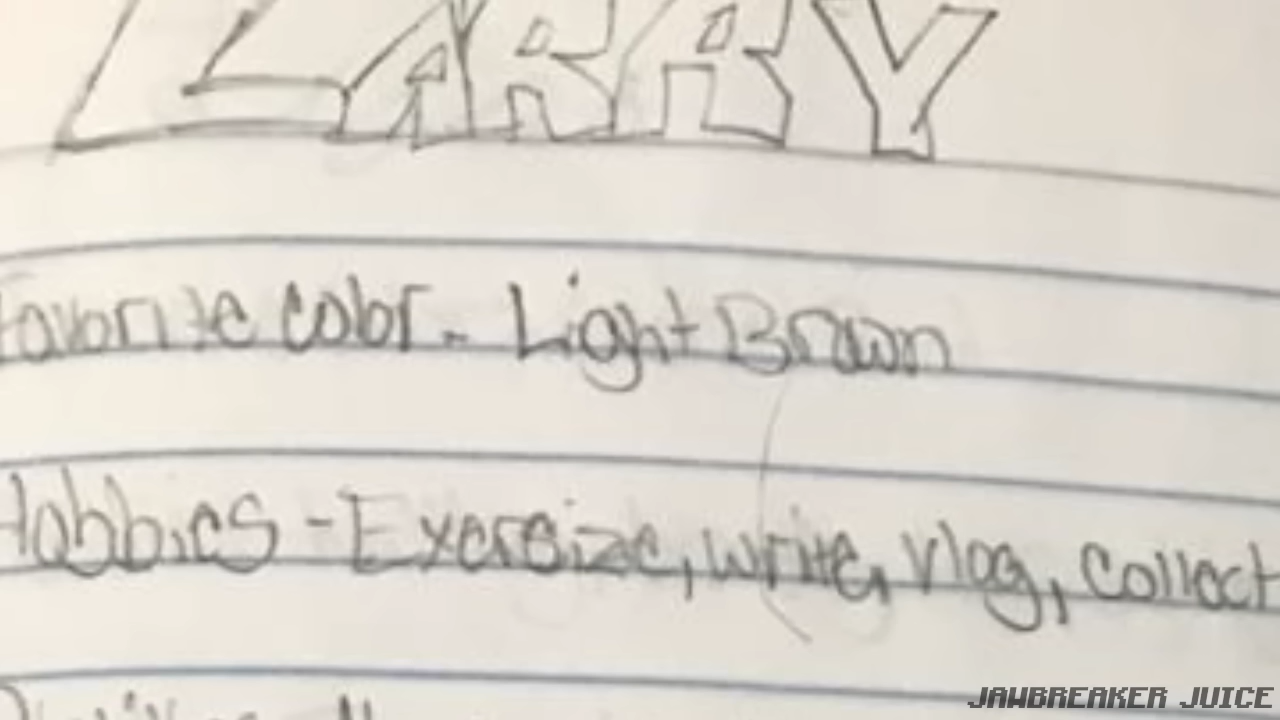 LARRY
Favorite color - Light Brown
Hobbies - Exersize, write, vlog, collect
JAWBREAKER JUICE